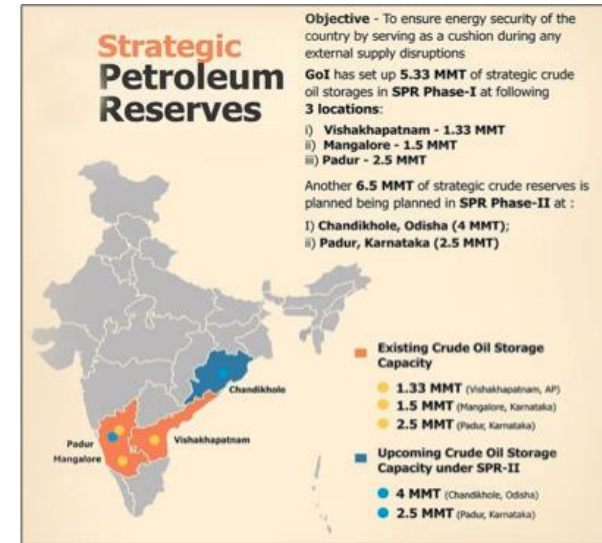 Strategic
Petroleum
Reserves
Objective - To ensure energy security of the
country by serving as a cushion during any
external supply disruptions
GoI has set up 5.33 MMT of strategic crude
oil storages in SPR Phase-I at following
3 locations:
i) Vishakhapatnam - 1.33 MMT
ii) Mangalore - 1.5 MMT
iii) Padur - 2.5 MMT
Another 6.5 MMT of strategic crude reserves is
planned being planned in SPR Phase-II at :
I) Chandikhole, Odisha (4 MMT);
ii) Padur, Karnataka (2.5 MMT)
Chandikhole
Padur
Mangalore
Vishakhapatnam
Existing Crude Oil Storage
Capacity
1.33 MMT (Vishakhapatnam, AP)
1.5 MMT (Mangalore, Karnataka)
2.5 MMT (Padur, Karnataka)
Upcoming Crude Oil Storage
Capacity under SPR-II
4 MMT (Chandikhole, Odisha)
2.5 MMT (Padur, Karnataka)